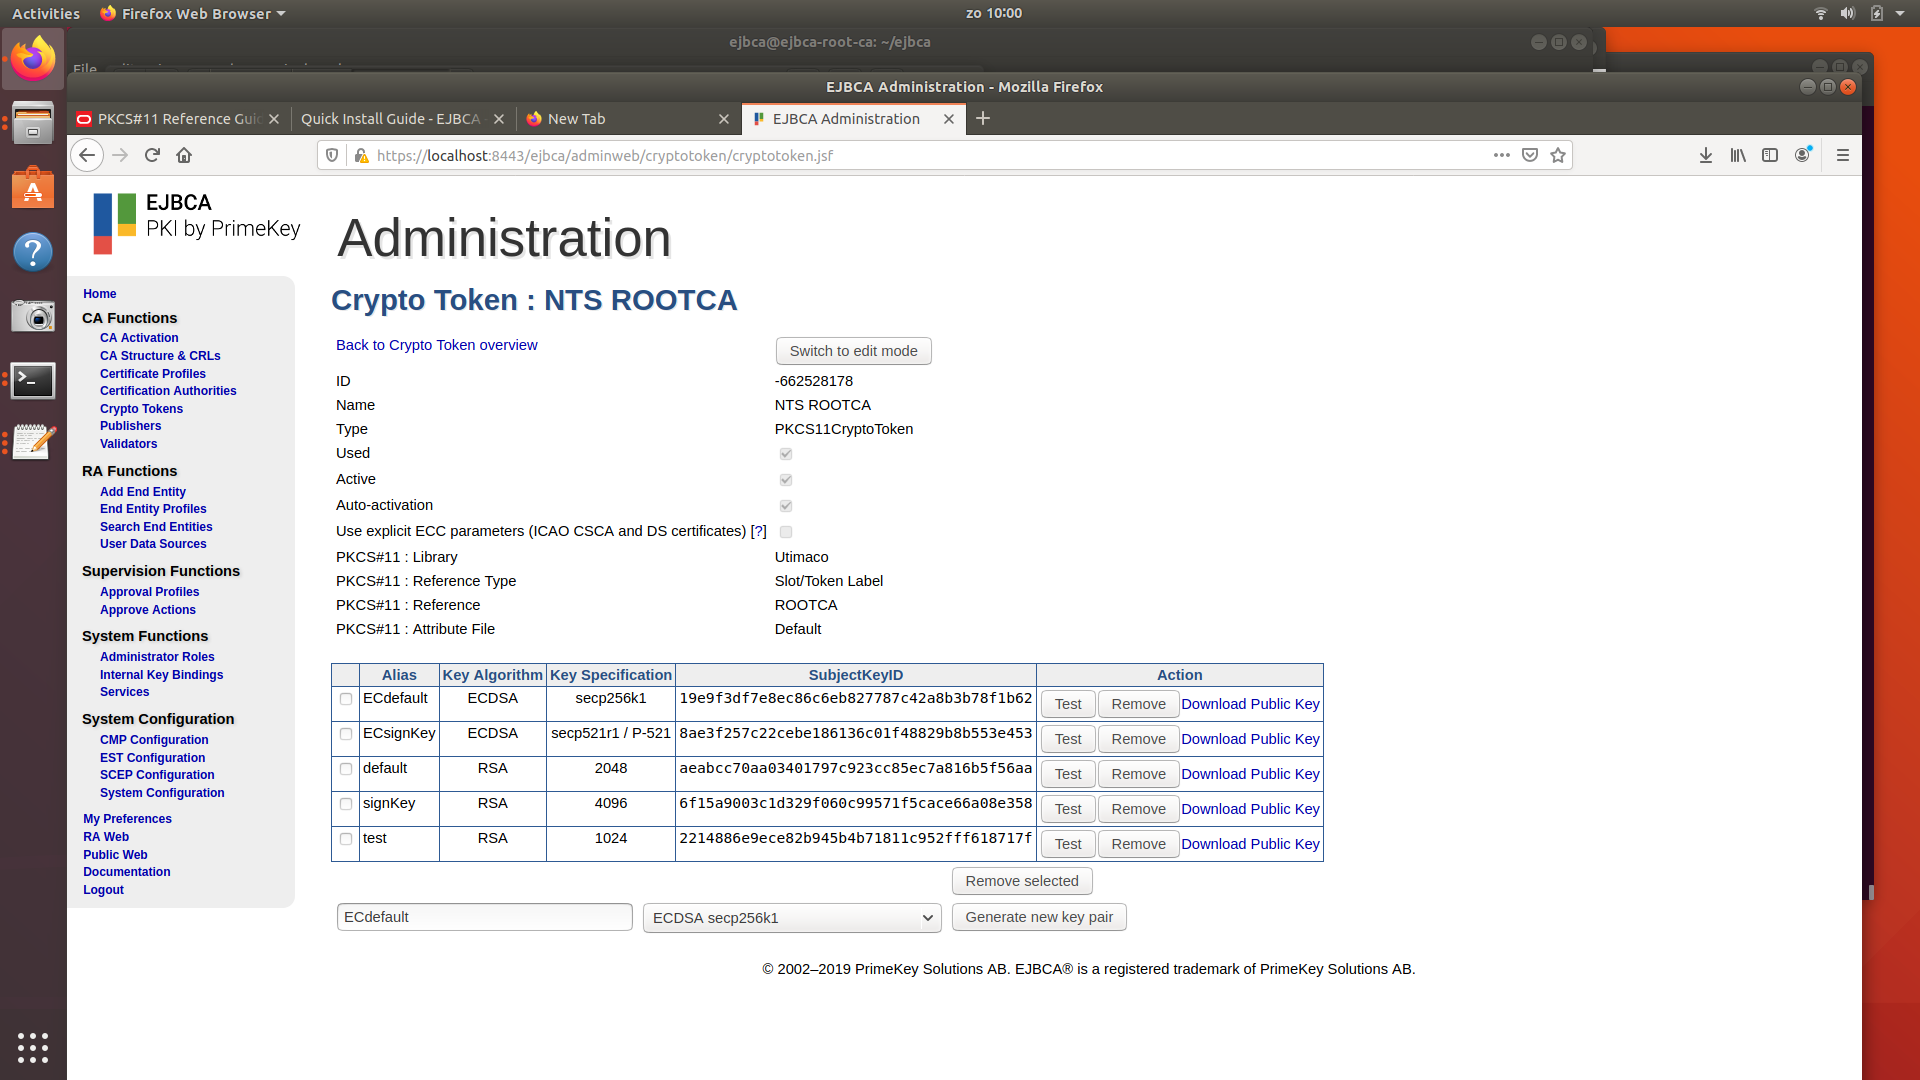 Activities
Firefox Web Browser
zo 10:00
ejbca@ejbca-root-ca: ~/ejbca
File
EJBCA Administration - Mozilla Firefox
PKCS#11 Reference Guid
Quick Install Guide - EJBCA -
New Tab
EJBCA Administration
https://localhost:8443/ejbca/adminweb/cryptotoken/cryptotoken.jsf
EJBCA
PKI by PrimeKey
Administration
Home
CA Functions
CA Activation
CA Structure & CRLs
Certificate Profiles
Certification Authorities
Crypto Tokens
Publishers
Validators
RA Functions
Add End Entity
End Entity Profiles
Search End Entities
User Data Sources
Supervision Functions
Approval Profiles
Approve Actions
System Functions
Administrator Roles
Internal Key Bindings
Services
System Configuration
CMP Configuration
EST Configuration
SCEP Configuration
System Configuration
My Preferences
RA Web
Public Web
Documentation
Logout
Crypto Token : NTS ROOTCA
Back to Crypto Token overview Switch to edit mode
ID -662528178
Name NTS ROOTCA
Type PKCS11CryptoToken
Used
Active
Auto-activation
Use explicit ECC parameters (ICAO CSCA and DS certificates) [?]
PKCS#11 : Library Utimaco
PKCS#11 : Reference Type Slot/Token Label
PKCS#11 : Reference ROOTCA
PKCS#11 : Attribute File Default
Alias Key Algorithm Key Specification SubjectKeyID Action
ECdefault ECDSA secp256k1 19e9f3df7e8ec86c6eb827787c42a8b3b78f1b62 Test Remove Download Public Key
ECsignKey ECDSA secp521r1 / P-521 8ae3f257c22cebe186136c01f48829b8b553e453 Test Remove Download Public Key
default RSA 2048 aeabcc70aa03401797c923cc85ec7a816b5f56aa Test Remove Download Public Key
signKey RSA 4096 6f15a9003c1d329f060c99571f5cace66a08e358 Test Remove Download Public Key
test RSA 1024 2214886e9ece82b945b4b71811c952fff618717f Test Remove Download Public Key
Remove selected
ECdefault ECDSA secp256k1 Generate new key pair
© 2002–2019 PrimeKey Solutions AB. EJBCA® is a registered trademark of PrimeKey Solutions AB.